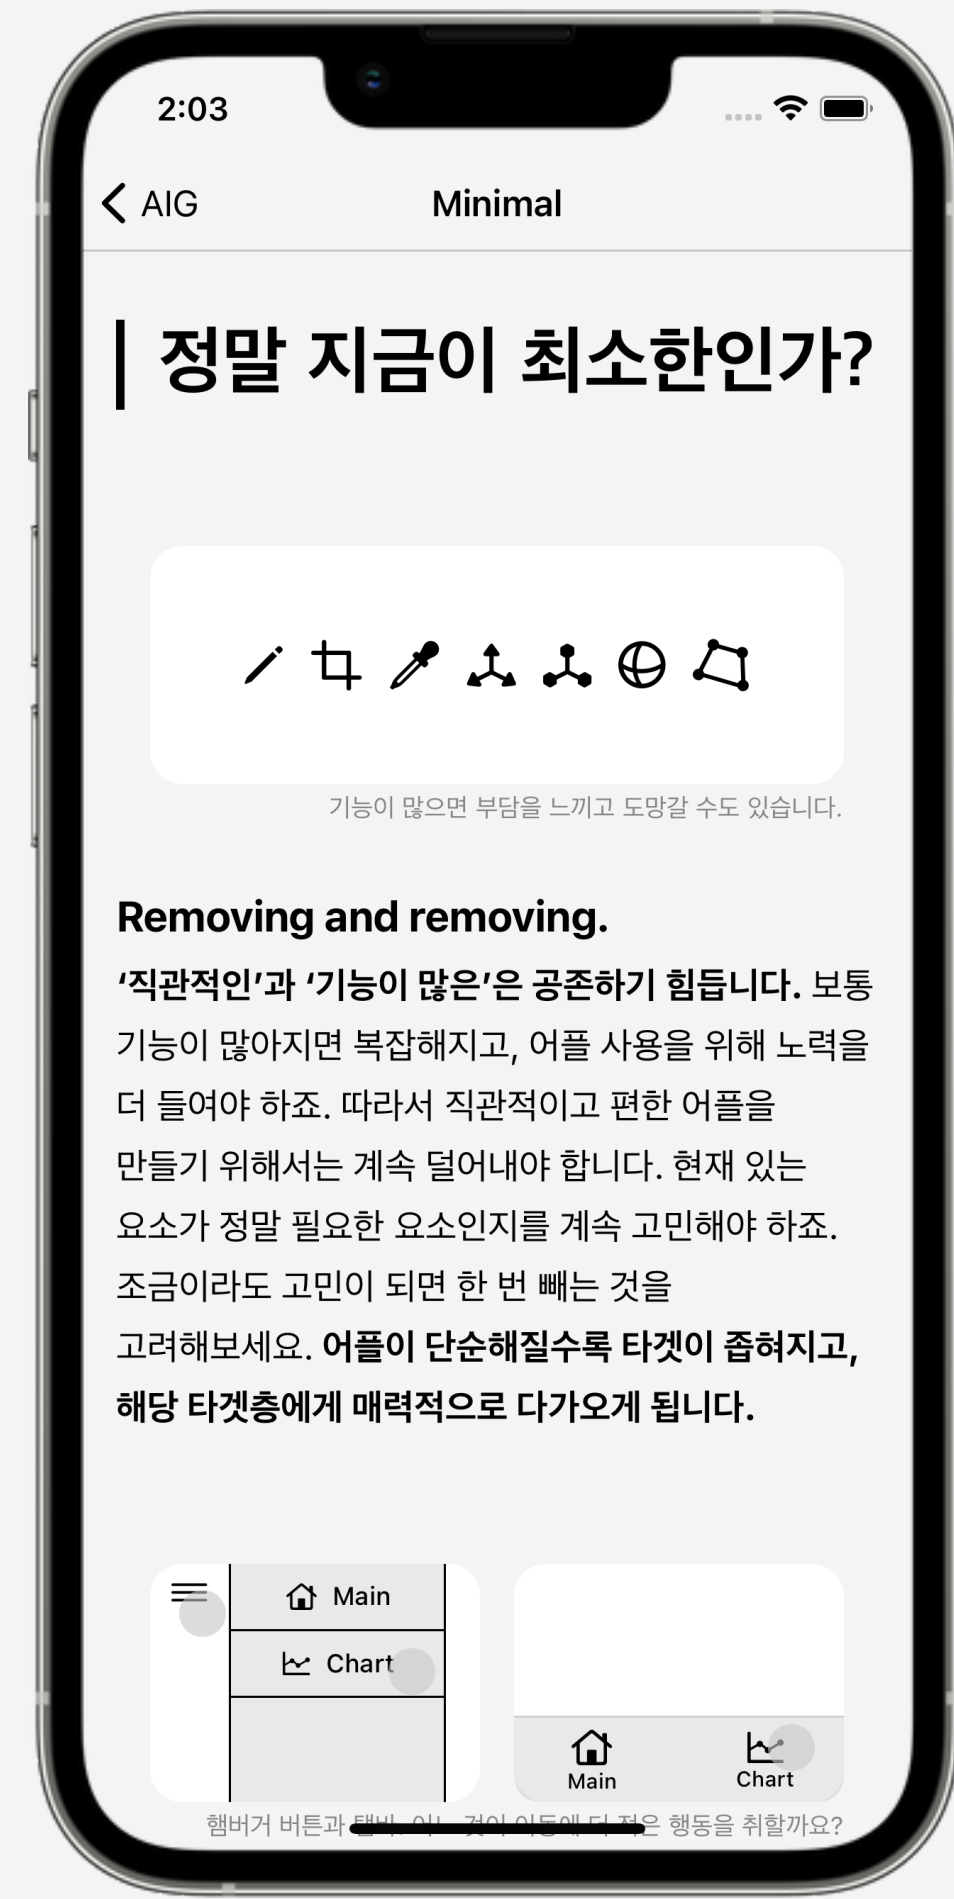 2:03
AIG
Minimal
정말 지금이 최소한인가?
기능이 많으면 부담을 느끼고 도망갈 수도 있습니다.
Removing and removing.
‘직관적인’과 ‘기능이 많은’은 공존하기 힘듭니다. 보통
기능이 많아지면 복잡해지고, 어플 사용을 위해 노력을
더 들여야 하죠. 따라서 직관적이고 편한 어플을
만들기 위해서는 계속 덜어내야 합니다. 현재 있는
요소가 정말 필요한 요소인지를 계속 고민해야 하죠.
조금이라도 고민이 되면 한 번 빼는 것을
고려해보세요. 어플이 단순해질수록 타겟이 좁혀지고,
해당 타겟층에게 매력적으로 다가오게 됩니다.
Main
Chart
Main
Chart
햄버거 버튼과 탭바. 어느 것이 이동에 더 적은 행동을 취할까요?